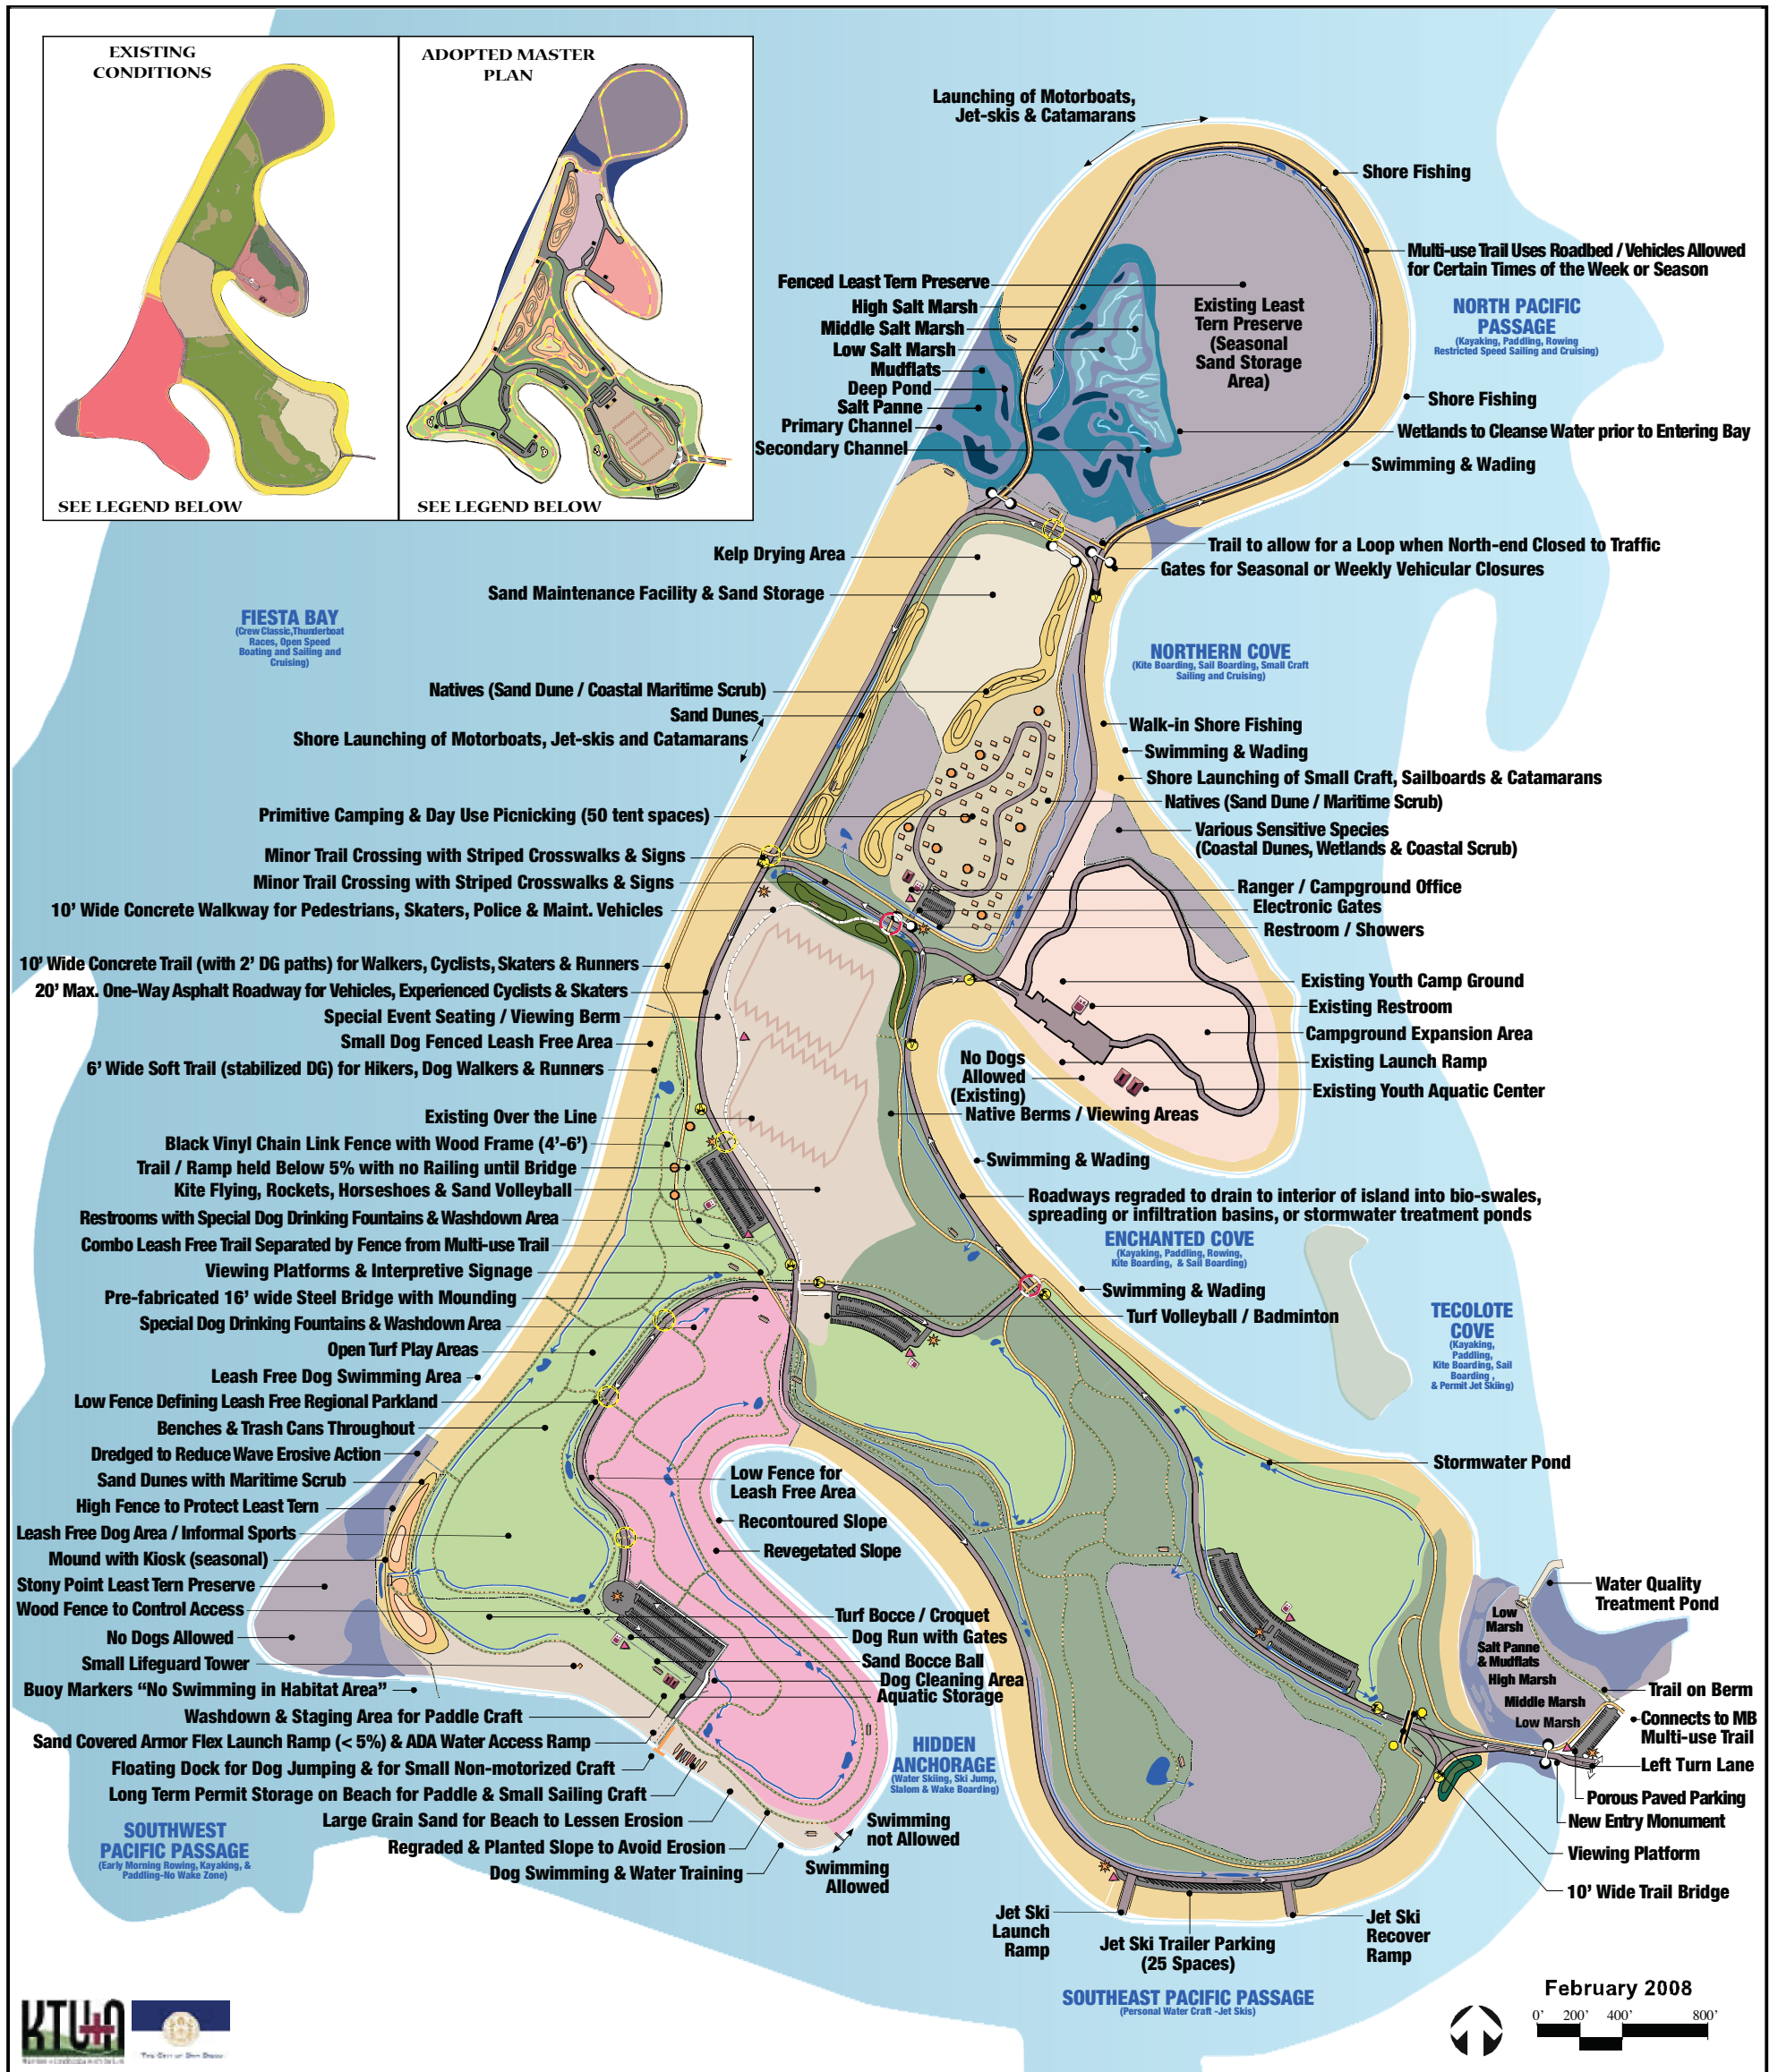 EXISTING
CONDITIONS
SEE LEGEND BELOW
ADOPTED MASTER
PLAN
SEE LEGEND BELOW
Launching of Motorboats,
Jet-skis & Catamarans
Shore Fishing
Multi-use Trail Uses Roadbed / Vehicles Allowed
for Certain Times of the Week or Season
NORTH PACIFIC
PASSAGE
(Kayaking, Paddling, Rowing
Restricted Speed Sailing and Cruising)
Fenced Least Tern Preserve
High Salt Marsh
Middle Salt Marsh
Low Salt Marsh
Mudflats
Deep Pond
Salt Panne
Primary Channel
Secondary Channel
Existing Least
Tern Preserve
(Seasonal
Sand Storage
Area)
Shore Fishing
Wetlands to Cleanse Water prior to Entering Bay
Swimming & Wading
Trail to allow for a Loop when North-end Closed to Traffic
Gates for Seasonal or Weekly Vehicular Closures
Kelp Drying Area
Sand Maintenance Facility & Sand Storage
FIESTA BAY
(Crew Classic,Thunderboat
Races, Open Speed
Boating and Sailing and
Cruising)
NORTHERN COVE
(Kite Boarding, Sail Boarding, Small Craft
Sailing and Cruising)
Natives (Sand Dune / Coastal Maritime Scrub)
Sand Dunes
Shore Launching of Motorboats, Jet-skis and Catamarans
Walk-in Shore Fishing
Swimming & Wading
Shore Launching of Small Craft, Sailboards & Catamarans
Natives (Sand Dune / Maritime Scrub)
Various Sensitive Species
(Coastal Dunes, Wetlands & Coastal Scrub)
Primitive Camping & Day Use Picnicking (50 tent spaces)
Minor Trail Crossing with Striped Crosswalks & Signs
Minor Trail Crossing with Striped Crosswalks & Signs
10' Wide Concrete Walkway for Pedestrians, Skaters, Police & Maint. Vehicles
Ranger / Campground Office
Electronic Gates
Restroom / Showers
10' Wide Concrete Trail (with 2' DG paths) for Walkers, Cyclists, Skaters & Runners
20' Max. One-Way Asphalt Roadway for Vehicles, Experienced Cyclists & Skaters
Special Event Seating / Viewing Berm
Small Dog Fenced Leash Free Area
6' Wide Soft Trail (stabilized DG) for Hikers, Dog Walkers & Runners
Existing Youth Camp Ground
Existing Restroom
Campground Expansion Area
Existing Launch Ramp
Existing Youth Aquatic Center
No Dogs
Allowed
(Existing)
Native Berms / Viewing Areas
Existing Over the Line
Black Vinyl Chain Link Fence with Wood Frame (4'-6')
Trail / Ramp held Below 5% with no Railing until Bridge
Kite Flying, Rockets, Horseshoes & Sand Volleyball
Restrooms with Special Dog Drinking Fountains & Washdown Area
Combo Leash Free Trail Separated by Fence from Multi-use Trail
Viewing Platforms & Interpretive Signage
Pre-fabricated 16' wide Steel Bridge with Mounding
Special Dog Drinking Fountains & Washdown Area
Open Turf Play Areas
Leash Free Dog Swimming Area
Low Fence Defining Leash Free Regional Parkland
Benches & Trash Cans Throughout
Dredged to Reduce Wave Erosive Action
Sand Dunes with Maritime Scrub
High Fence to Protect Least Tern
Leash Free Dog Area / Informal Sports
Mound with Kiosk (seasonal)
Stony Point Least Tern Preserve
Wood Fence to Control Access
No Dogs Allowed
Small Lifeguard Tower
Buoy Markers “No Swimming in Habitat Area”
Washdown & Staging Area for Paddle Craft
Sand Covered Armor Flex Launch Ramp (< 5%) & ADA Water Access Ramp
Floating Dock for Dog Jumping & for Small Non-motorized Craft
Long Term Permit Storage on Beach for Paddle & Small Sailing Craft
Large Grain Sand for Beach to Lessen Erosion
Regraded & Planted Slope to Avoid Erosion
Dog Swimming & Water Training
Swimming & Wading
Roadways regraded to drain to interior of island into bio-swales,
spreading or infiltration basins, or stormwater treatment ponds
ENCHANTED COVE
(Kayaking, Paddling, Rowing,
Kite Boarding, & Sail Boarding)
Swimming & Wading
Turf Volleyball / Badminton
TECOLOTE
COVE
(Kayaking,
Paddling,
Kite Boarding, Sail
Boarding ,
& Permit Jet Skiing)
Stormwater Pond
Low Fence for
Leash Free Area
Recontoured Slope
Revegetated Slope
Turf Bocce / Croquet
Dog Run with Gates
Sand Bocce Ball
Dog Cleaning Area
Aquatic Storage
HIDDEN
ANCHORAGE
(Water Skiing, Ski Jump,
Slalom & Wake Boarding)
Swimming
not Allowed
Swimming
Allowed
Water Quality
Treatment Pond
Low
Marsh
Salt Panne
& Mudflats
High Marsh
Middle Marsh
Low Marsh
Trail on Berm
Connects to MB
Multi-use Trail
Left Turn Lane
Porous Paved Parking
New Entry Monument
Viewing Platform
10' Wide Trail Bridge
SOUTHWEST
PACIFIC PASSAGE
(Early Morning Rowing, Kayaking, &
Paddling-No Wake Zone)
Jet Ski
Launch
Ramp
Jet Ski Trailer Parking
(25 Spaces)
Jet Ski
Recover
Ramp
SOUTHEAST PACIFIC PASSAGE
(Personal Water Craft -Jet Skis)
February 2008
0' 200' 400' 800'
KTU+A
THE CITY OF SAN DIEGO